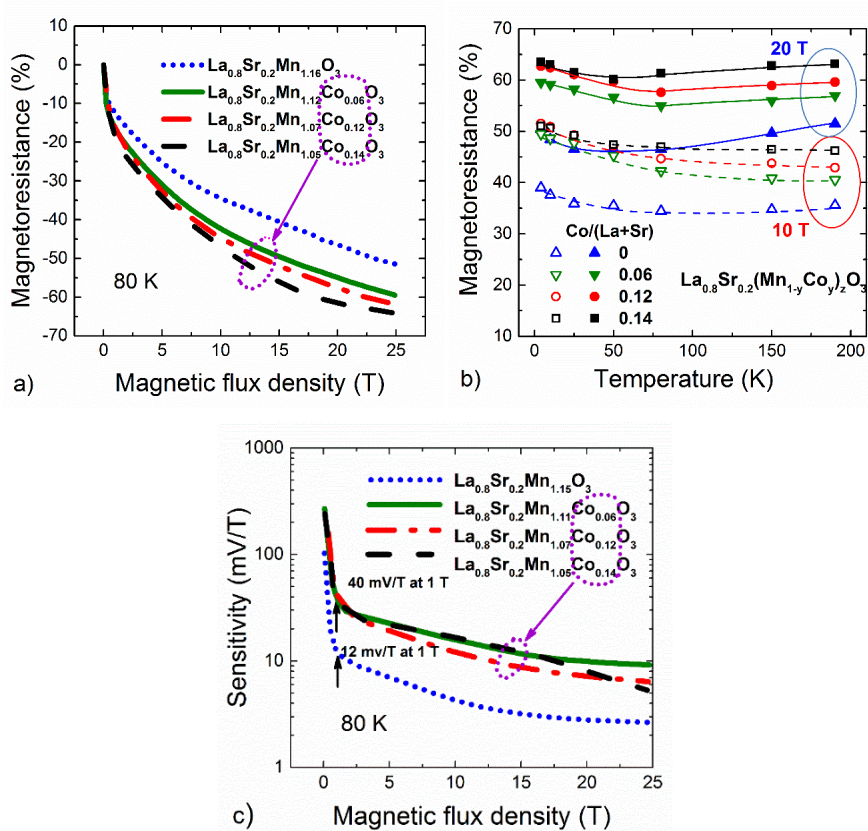 10
0
-10
-20
-30
-40
-50
-60
-70
Magnetoresistance (%)
La0.8Sr0.2Mn1.16O3
La0.8Sr0.2Mn1.12Co0.06O3
La0.8Sr0.2Mn1.07Co0.12O3
La0.8Sr0.2Mn1.05Co0.14O3
80 K
0 5 10 15 20 25
a) Magnetic flux density (T)
70
60
50
40
30
20
10
Magnetoresistance (%)
20 T
10 T
Co/(La+Sr)
0
0.06
0.12
0.14
La0.8Sr0.2(Mn1-yCoy)zO3
0 50 100 150 200
b) Temperature (K)
1000
100
10
1
Sensitivity (mV/T)
La0.8Sr0.2Mn1.15O3
La0.8Sr0.2Mn1.11Co0.06O3
La0.8Sr0.2Mn1.07Co0.12O3
La0.8Sr0.2Mn1.05Co0.14O3
40 mV/T at 1 T
12 mv/T at 1 T
80 K
0 5 10 15 20 25
c) Magnetic flux density (T)